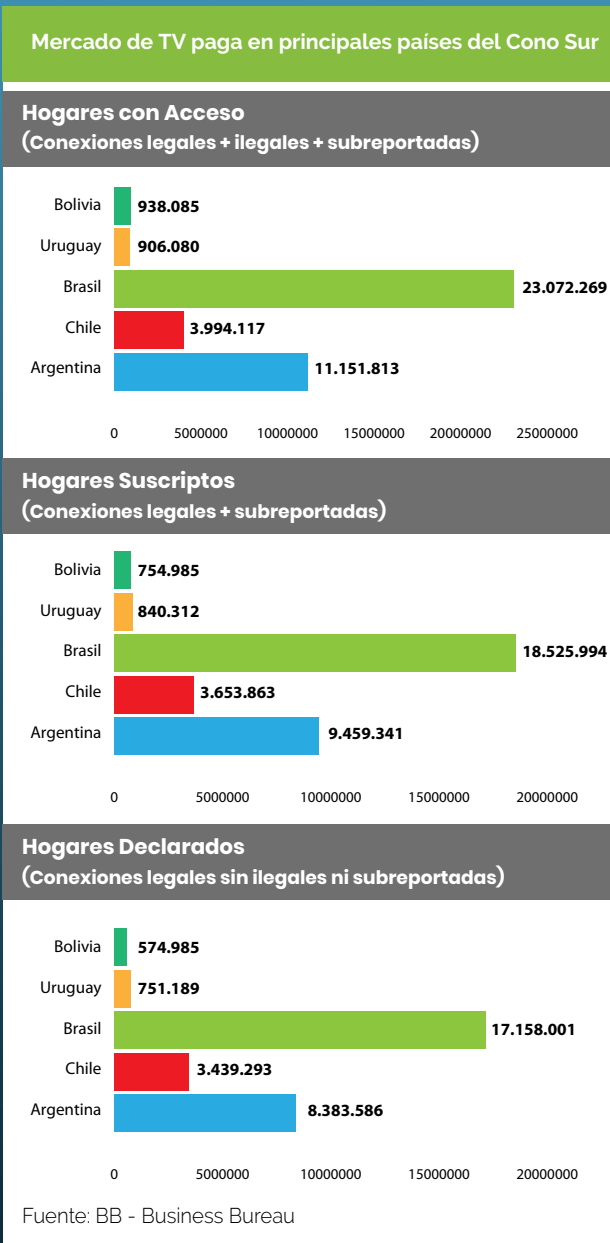 Mercado de TV paga en principales países del Cono Sur
Hogares con Acceso
(Conexiones legales + ilegales + subreportadas)
Bolivia 938.085
Uruguay 906.080
Brasil 23.072.269
Chile 3.994.117
Argentina 11.151.813
0 5000000 10000000 15000000 20000000 25000000
Hogares Suscriptos
(Conexiones legales + subreportadas)
Bolivia 754.985
Uruguay 840.312
Brasil 18.525.994
Chile 3.653.863
Argentina 9.459.341
0 5000000 10000000 15000000 20000000
Hogares Declarados
(Conexiones legales sin ilegales ni subreportadas)
Bolivia 574.985
Uruguay 751.189
Brasil 17.158.001
Chile 3.439.293
Argentina 8.383.586
0 5000000 10000000 15000000 20000000
Fuente: BB - Business Bureau